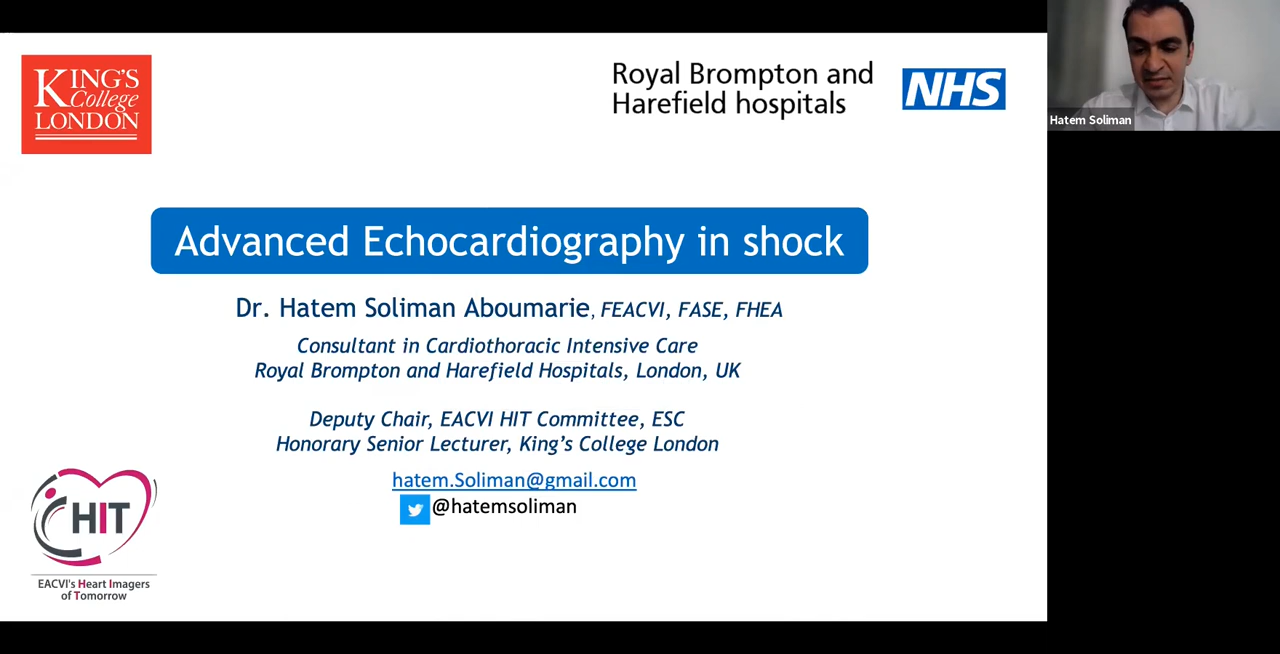 KING'S
College
LONDON
Royal Brompton and
Harefield hospitals
NHS
Hatem Soliman
Advanced Echocardiography in shock
Dr. Hatem Soliman Aboumarie, FEACVI, FASE, FHEA
Consultant in Cardiothoracic Intensive Care
Royal Brompton and Harefield Hospitals, London, UK
Deputy Chair, EACVI HIT Committee, ESC
Honorary Senior Lecturer, King's College London
hatem.Soliman@gmail.com
@hatemsoliman
HIT
EACVI's Heart Imagers
of Tomorrow